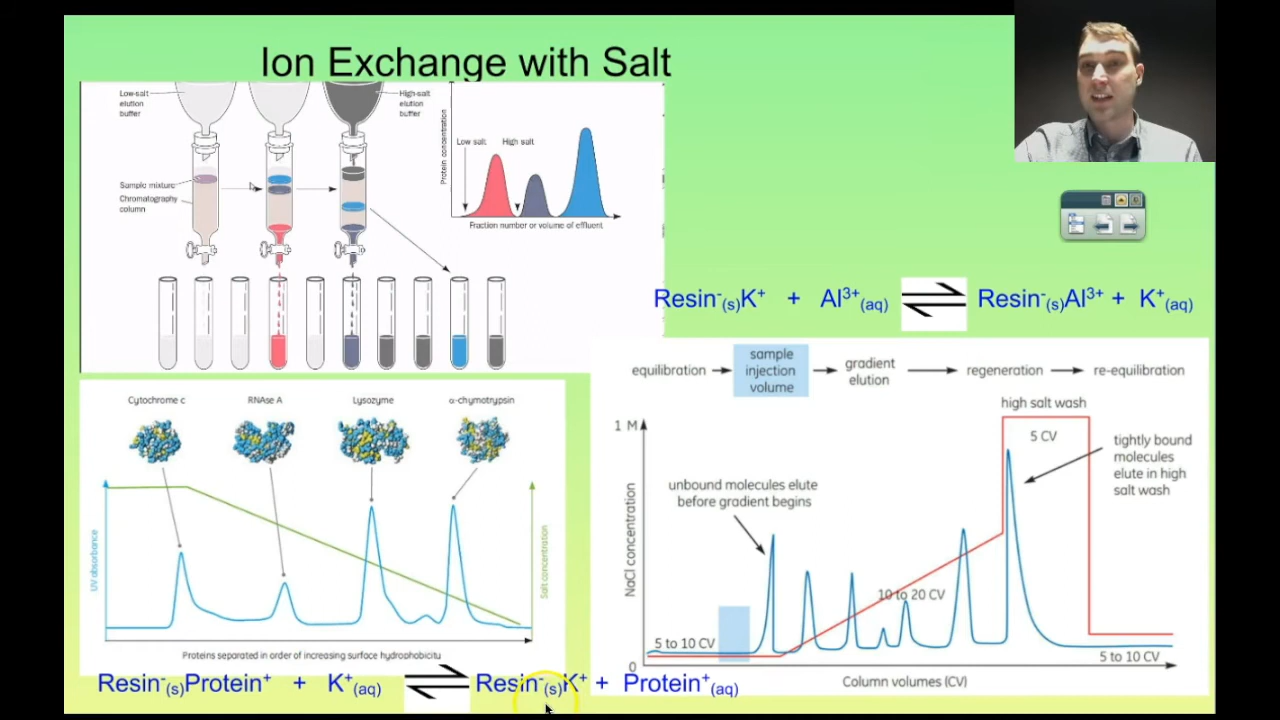 Ion Exchange with Salt
Low-salt
elution
buffer
High-salt
elution
buffer
Sample mixture
Chromatography
column
Protein concentration
Low salt
High salt
Fraction number or volume of effluent
Resin⁻(s)K⁺ + Al³⁺(aq) ⇌ Resin⁻(s)Al³⁺ + K⁺(aq)
equilibration → sample injection volume → gradient elution → regeneration → re-equilibration
high salt wash
1 M
5 CV
tightly bound
molecules
elute in high
salt wash
unbound molecules elute
before gradient begins
NaCl concentration
10 to 20 CV
5 to 10 CV
5 to 10 CV
0
Column volumes (CV)
Cytochrome c
RNAse A
Lysozyme
α-chymotrypsin
UV absorbance
Salt concentration
Proteins separated in order of increasing surface hydrophobicity
Resin⁻(s)Protein⁺ + K⁺(aq) ⇌ Resin⁻(s)K⁺ + Protein⁺(aq)